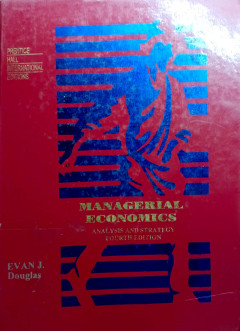 PRENTICE
HALL
INTERNATIONAL
EDITIONS
MANAGERIAL
ECONOMICS
ANALYSIS AND STRATEGY
FOURTH EDITION
EVAN J.
Douglas